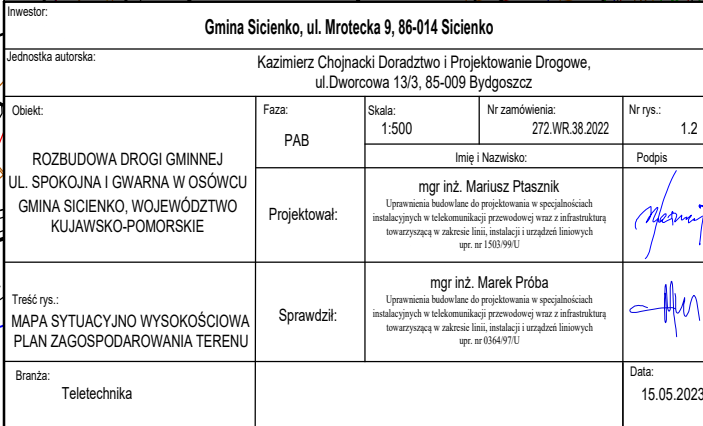 Inwestor:
Gmina Sicienko, ul. Mrotecka 9, 86-014 Sicienko
Jednostka autorska:
Kazimierz Chojnacki Doradztwo i Projektowanie Drogowe,
ul.Dworcowa 13/3, 85-009 Bydgoszcz
Obiekt:
ROZBUDOWA DROGI GMINNEJ
UL. SPOKOJNA I GWARNA W OSÓWCU
GMINA SICIENKO, WOJEWÓDZTWO
KUJAWSKO-POMORSKIE
Faza:
PAB
Skala:
1:500
Nr zamówienia:
272.WR.38.2022
Nr rys.:
1.2
Imię i Nazwisko:
Podpis
Projektował:
mgr inż. Mariusz Ptasznik
Uprawnienia budowlane do projektowania w specjalnościach
instalacyjnych w telekomunikacji przewodowej wraz z infrastrukturą
towarzyszącą w zakresie linii, instalacji i urządzeń liniowych
upr. nr 1503/99/U
Treść rys.:
MAPA SYTUACYJNO WYSOKOŚCIOWA
PLAN ZAGOSPODAROWANIA TERENU
Sprawdził:
mgr inż. Marek Próba
Uprawnienia budowlane do projektowania w specjalnościach
instalacyjnych w telekomunikacji przewodowej wraz z infrastrukturą
towarzyszącą w zakresie linii, instalacji i urządzeń liniowych
upr. nr 0364/97/U
Branża:
Teletechnika
Data:
15.05.2023